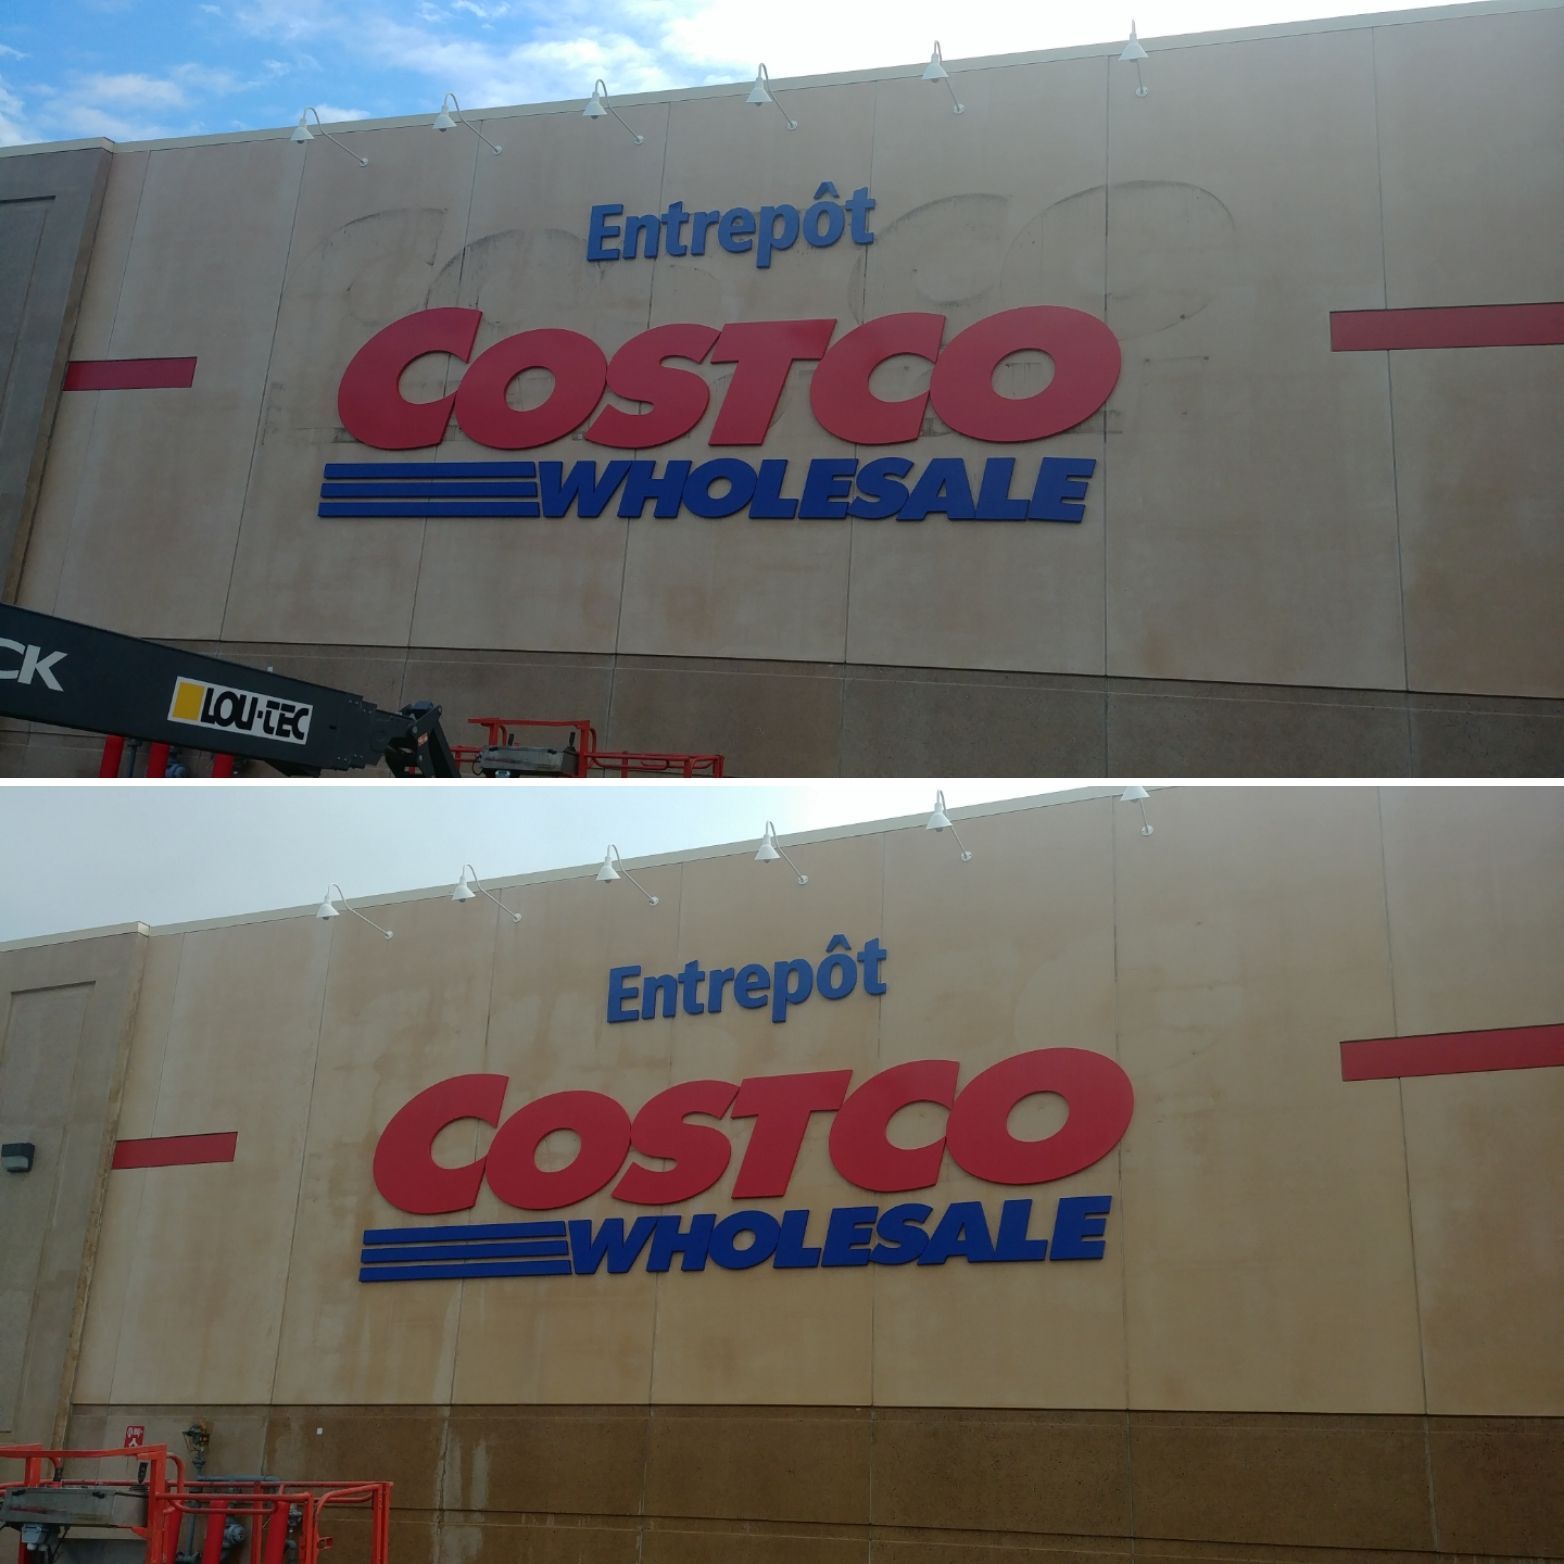 Entrepôt
COSTCO
WHOLESALE
CK
LOU-TEC
Entrepôt
COSTCO
WHOLESALE